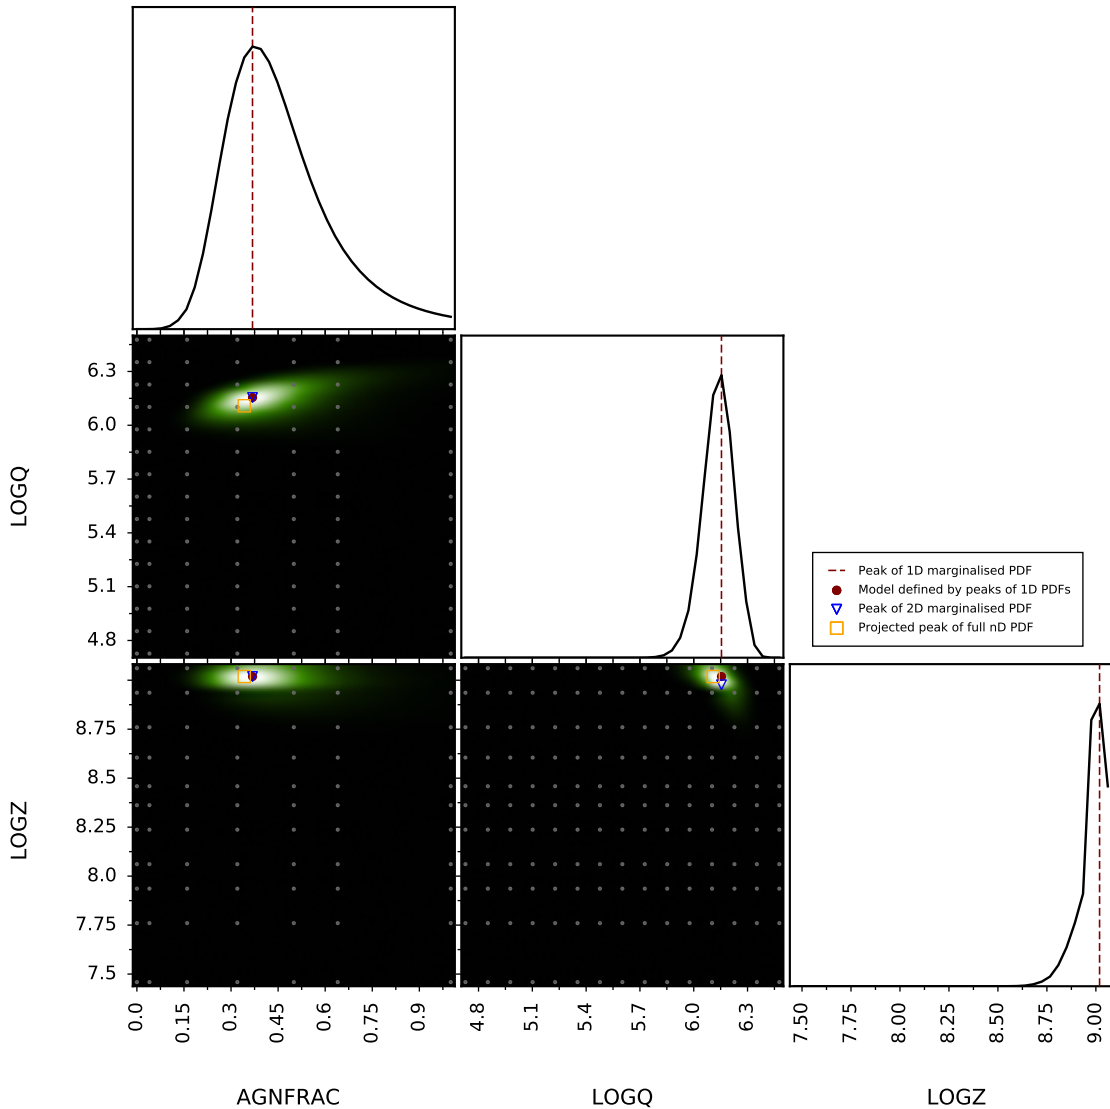 6.3
6.0
5.7
5.4
5.1
4.8
LOGQ
Peak of 1D marginalised PDF
Model defined by peaks of 1D PDFs
Peak of 2D marginalised PDF
Projected peak of full nD PDF
8.75
8.5
8.25
8.0
7.75
7.5
LOGZ
0.0 0.15 0.3 0.45 0.6 0.75 0.9
4.8 5.1 5.4 5.7 6.0 6.3
7.50 7.75 8.00 8.25 8.50 8.75 9.00
AGNFRAC LOGQ LOGZ